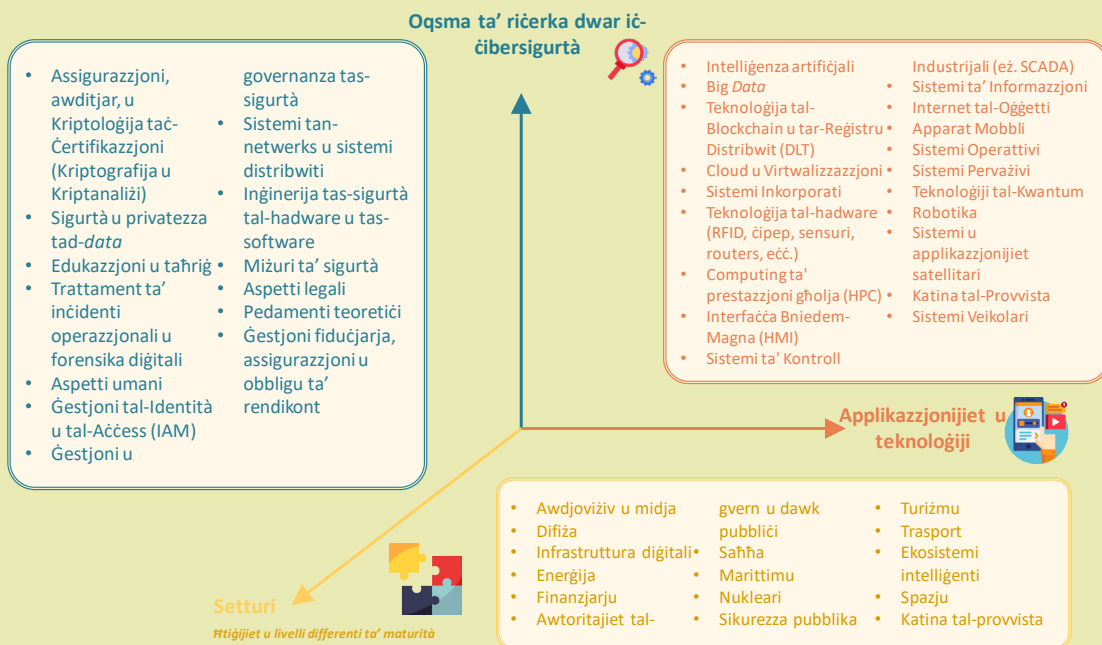 Oqsma ta’ riċerka dwar iċ-
ċibersigurtà
• Assigurazzjoni,
awditjar, u
Kriptoloġija taċ-
Ċertifikazzjoni
(Kriptografija u
Kriptanaliżi)
• Sigurtà u privatezza
tad-data
• Edukazzjoni u taħriġ
• Trattament ta’
inċidenti
operazzjonali u
forensika diġitali
• Aspetti umani
• Ġestjoni tal-Identità
u tal-Aċċess (IAM)
• Ġestjoni u
governanza tas-
sigurtà
• Sistemi tan-
netwerks u sistemi
distribwiti
• Inġinerija tas-sigurtà
tal-hadware u tas-
software
• Miżuri ta’ sigurtà
• Aspetti legali
• Pedamenti teoretiċi
• Ġestjoni fiduċjarja,
assigurazzjoni u
obbligu ta’
rendikont
• Intelliġenza artifiċjali
• Big Data
• Teknoloġija tal-
Blockchain u tar-Reġistru
Distribwit (DLT)
• Cloud u Virtwalizzazzjoni
• Sistemi Inkorporati
• Teknoloġija tal-hadware
(RFID, ċipep, sensuri,
routers, eċċ.)
• Computing ta'
prestazzjoni għolja (HPC)
• Interfaċċa Bniedem-
Magna (HMI)
• Sistemi ta' Kontroll
Industrijali (eż. SCADA)
• Sistemi ta' Informazzjoni
• Internet tal-Oġġetti
• Apparat Mobbli
• Sistemi Operattivi
• Sistemi Pervażivi
• Teknoloġiji tal-Kwantum
• Robotika
• Sistemi u
applikazzjonijiet
satellitari
• Katina tal-Provvista
• Sistemi Veikolari
Applikazzjonijiet u
teknoloġiji
• Awdjoviżiv u midja
• Difiża
• Infrastruttura diġitali
• Enerġija
• Finanzjarju
• Awtoritajiet tal-
gvern u dawk
pubbliċi
• Saħħa
• Marittimu
• Nukleari
• Sikurezza pubblika
• Turiżmu
• Trasport
• Ekosistemi
intelliġenti
• Spazju
• Katina tal-provvista
Setturi
Ħtiġijiet u livelli differenti ta’ maturità